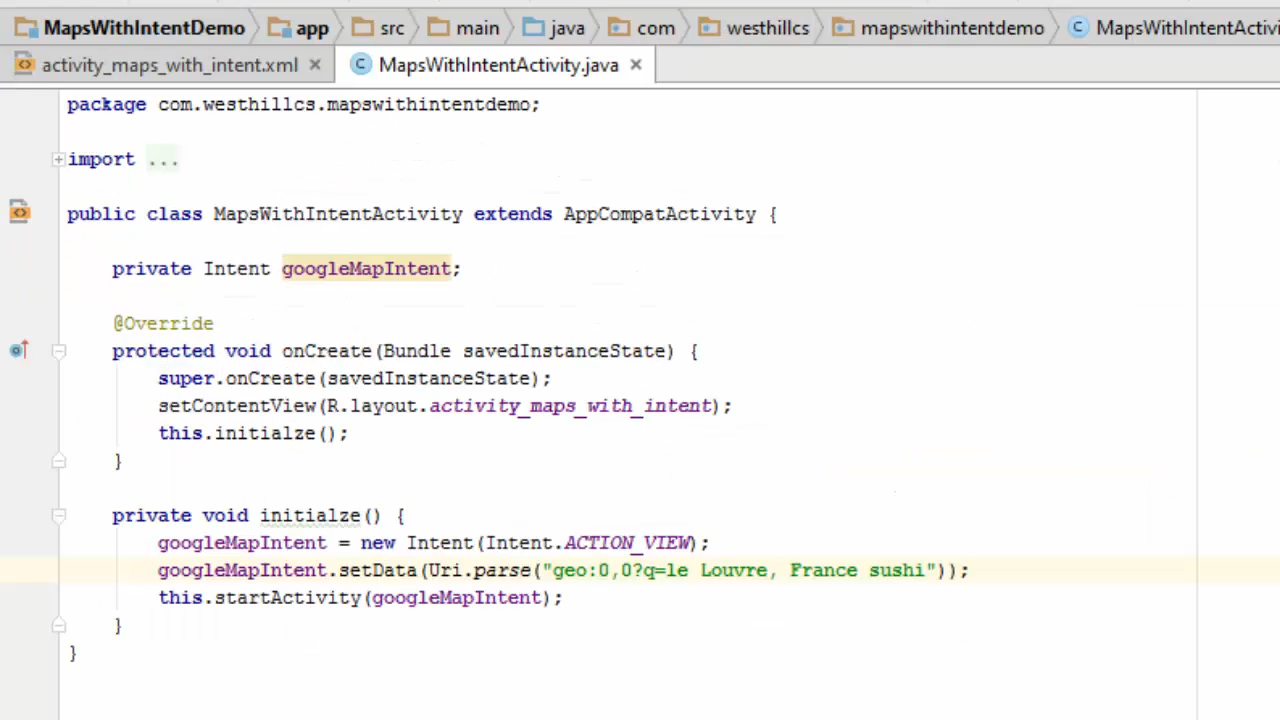 MapsWithIntentDemo app src main java com westhillcs mapswithintentdemo MapsWithIntentActivi
activity_maps_with_intent.xml MapsWithIntentActivity.java
package com.westhillcs.mapswithintentdemo;
import ...
public class MapsWithIntentActivity extends AppCompatActivity {
private Intent googleMapIntent;
@Override
protected void onCreate(Bundle savedInstanceState) {
super.onCreate(savedInstanceState);
setContentView(R.layout.activity_maps_with_intent);
this.initialze();
}
private void initialze() {
googleMapIntent = new Intent(Intent.ACTION_VIEW);
googleMapIntent.setData(Uri.parse("geo:0,0?q=le Louvre, France sushi"));
this.startActivity(googleMapIntent);
}
}